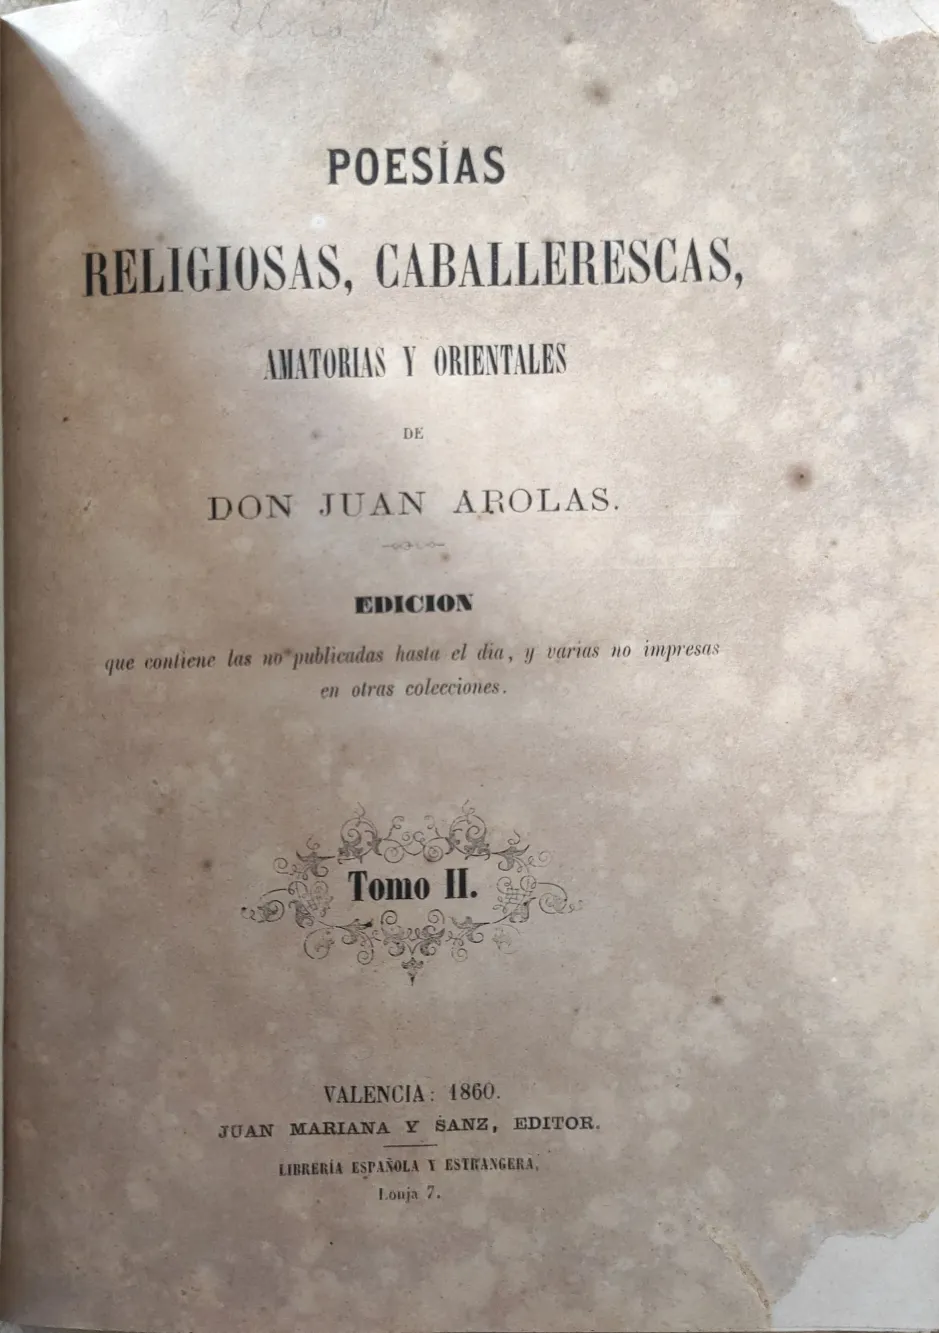 POESÍAS
RELIGIOSAS, CABALLERESCAS,
AMATORIAS Y ORIENTALES
DE
DON JUAN AROLAS.
EDICION
que contiene las no publicadas hasta el dia, y varias no impresas
en otras colecciones.
Tomo II.
VALENCIA: 1860.
JUAN MARIANA Y SANZ, EDITOR.
LIBRERÍA ESPAÑOLA Y ESTRANGERA,
Lonja 7.